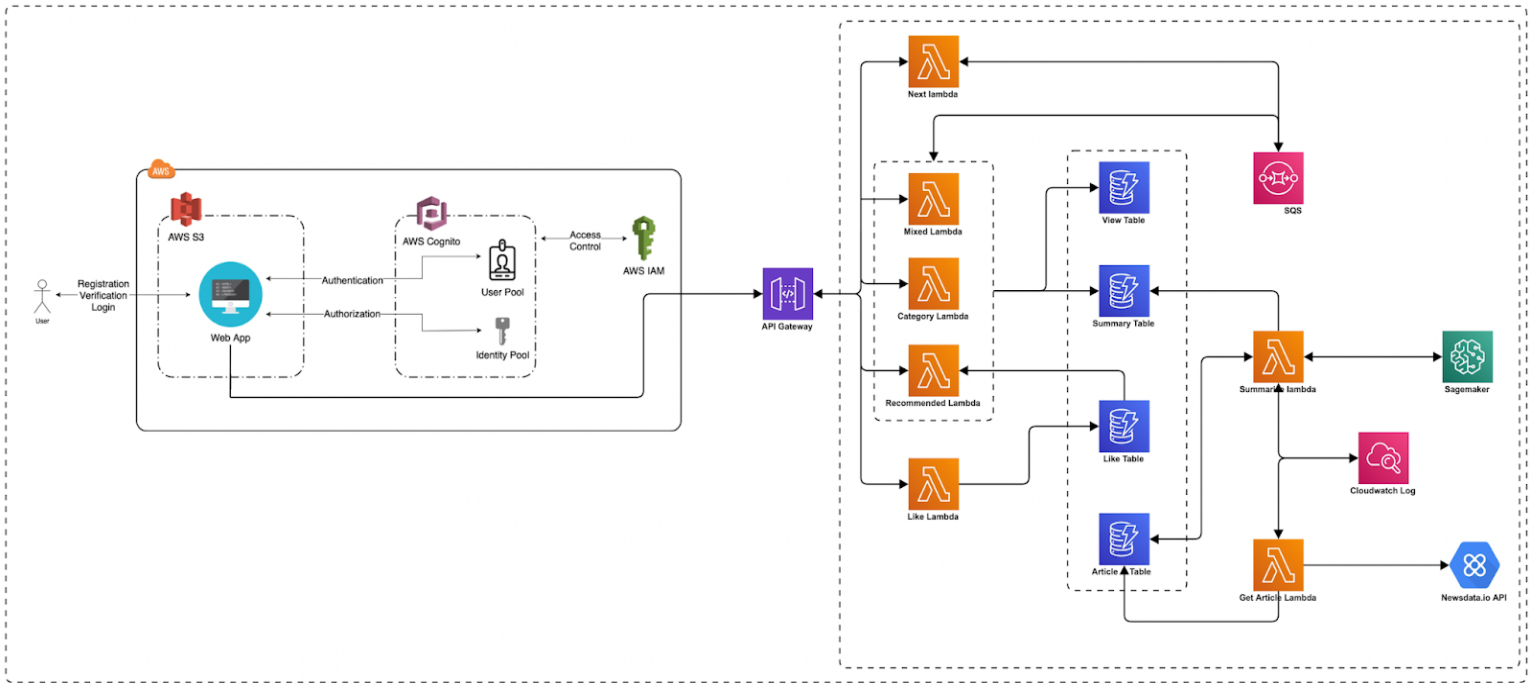 AWS
AWS S3
Web App
AWS Cognito
User Pool
Identity Pool
Access
Control
AWS IAM
Registration
Verification
Login
User
Authentication
Authorization
API Gateway
Next lambda
Mixed Lambda
Category Lambda
Recommended Lambda
Like Lambda
View Table
Summary Table
Like Table
Article Table
SQS
Summarize lambda
Sagemaker
Cloudwatch Log
Get Article Lambda
Newsdata.io API